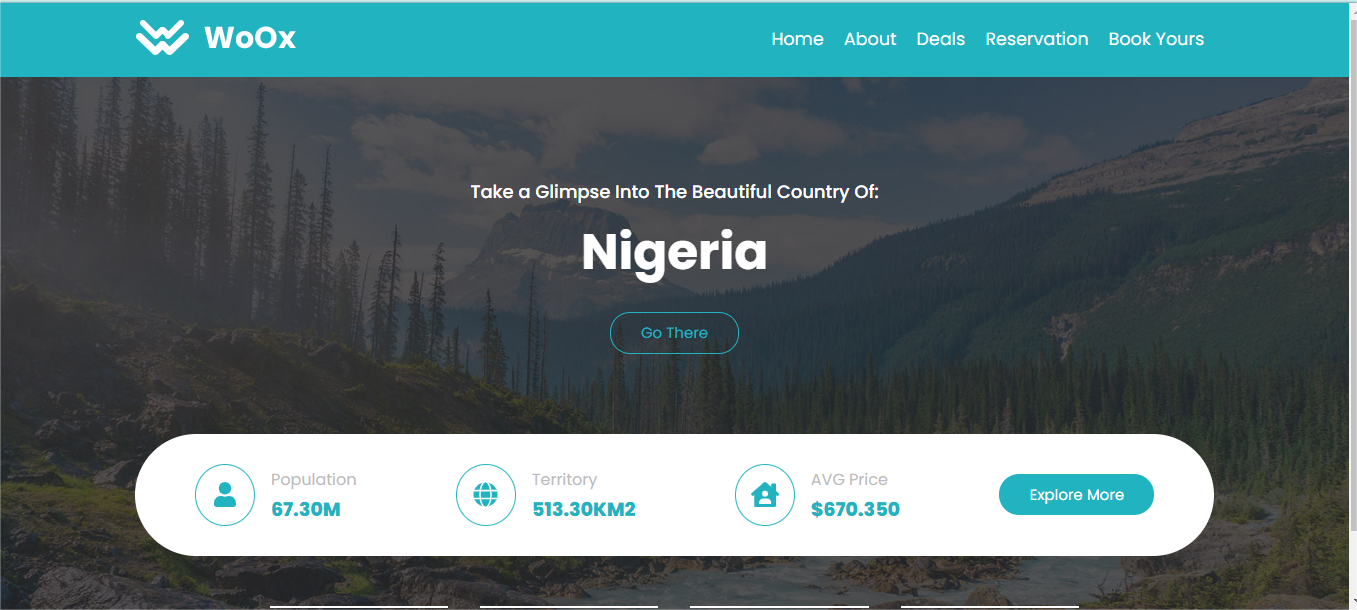 WoOx
Home About Deals Reservation Book Yours
Take a Glimpse Into The Beautiful Country Of:
Nigeria
Go There
Population
67.30M
Territory
513.30KM2
AVG Price
$670.350
Explore More